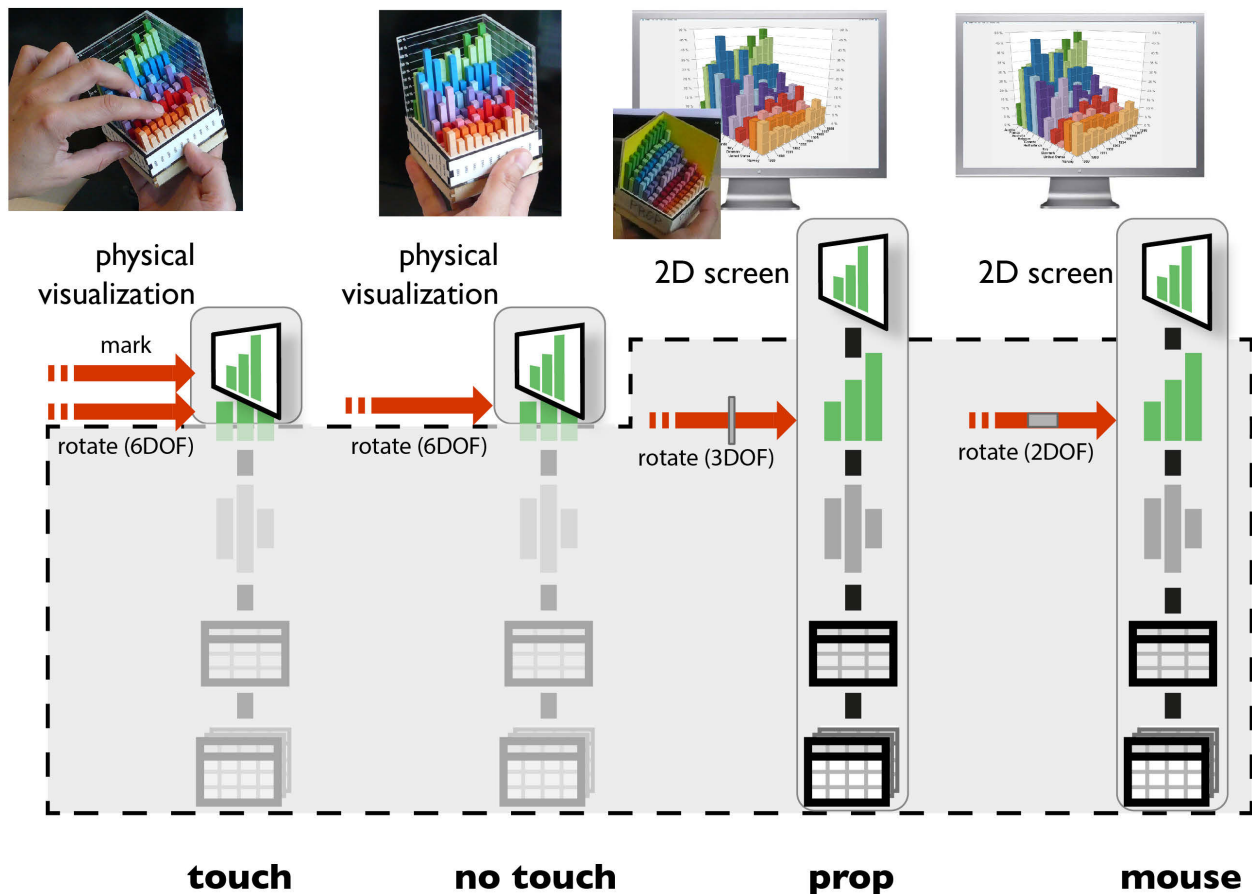 physical
visualization
physical
visualization
2D screen
2D screen
mark
rotate (6DOF)
rotate (6DOF)
rotate (3DOF)
rotate (2DOF)
touch
no touch
prop
mouse